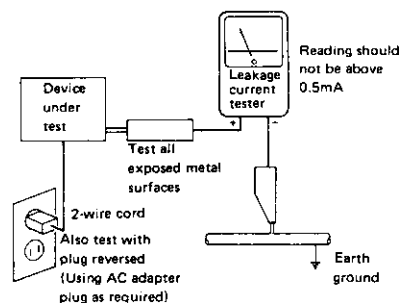 Device
under
test
Leakage
current
tester
+ −
Reading should
not be above
0.5mA
Test all
exposed metal
surfaces
2-wire cord
Also test with
plug reversed
(Using AC adapter
plug as required)
Earth
ground